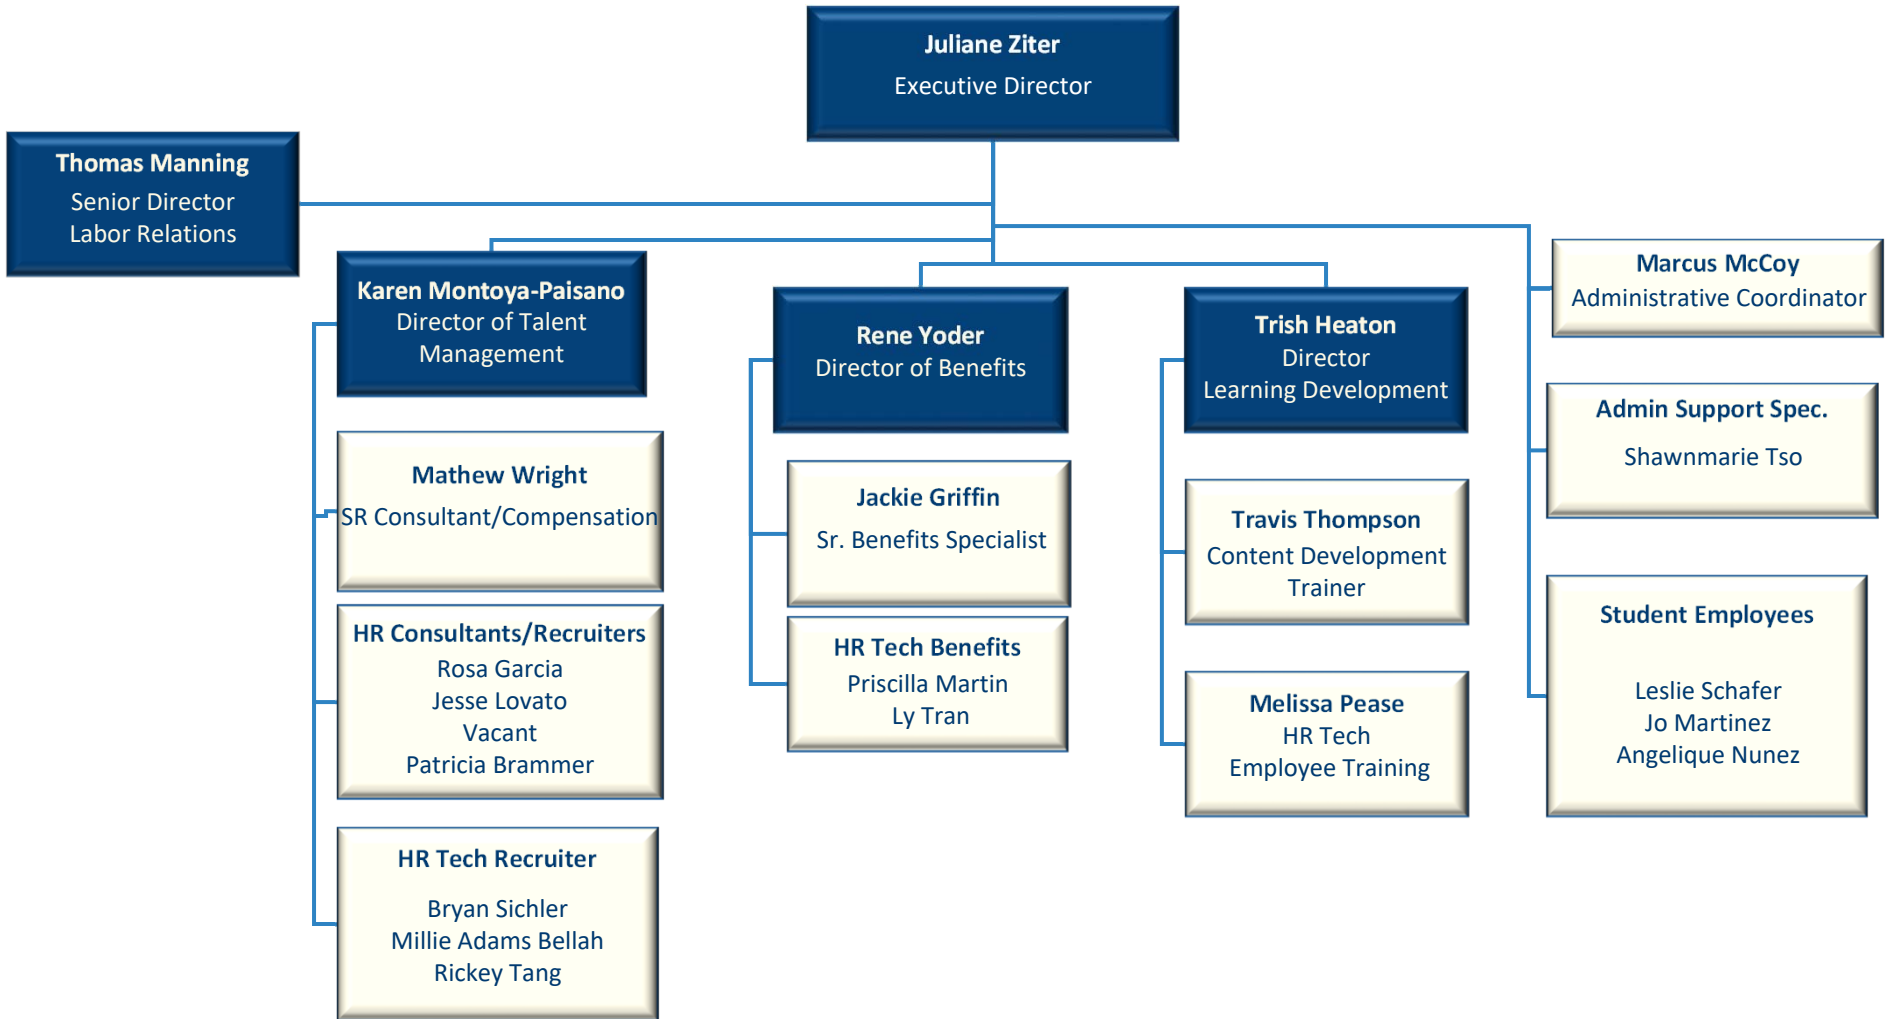 Juliane Ziter
Executive Director
Thomas Manning
Senior Director
Labor Relations
Karen Montoya-Paisano
Director of Talent
Management
Mathew Wright
SR Consultant/Compensation
HR Consultants/Recruiters
Rosa Garcia
Jesse Lovato
Vacant
Patricia Brammer
HR Tech Recruiter
Bryan Sichler
Millie Adams Bellah
Rickey Tang
Rene Yoder
Director of Benefits
Jackie Griffin
Sr. Benefits Specialist
HR Tech Benefits
Priscilla Martin
Ly Tran
Trish Heaton
Director
Learning Development
Travis Thompson
Content Development
Trainer
Melissa Pease
HR Tech
Employee Training
Marcus McCoy
Administrative Coordinator
Admin Support Spec.
Shawnmarie Tso
Student Employees
Leslie Schafer
Jo Martinez
Angelique Nunez